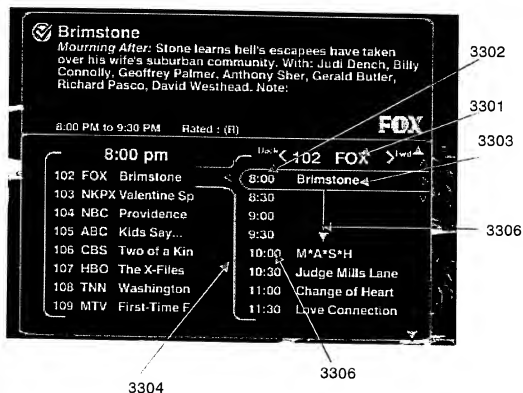 Brimstone
Mourning After: Stone learns hell's escapees have taken
over his wife's suburban community. With: Judi Dench, Billy
Connolly, Geoffrey Palmer, Anthony Sher, Gerald Butler,
Richard Pasco, David Westhead. Note:
8:00 PM to 9:30 PM Rated : (R)
FOX
8:00 pm
102 FOX Brimstone
103 NKPX Valentine Sp
104 NBC Providence
105 ABC Kids Say...
106 CBS Two of a Kin
107 HBO The X-Files
108 TNN Washington
109 MTV First-Time F
Back < 102 FOX > Fwd
8:00 Brimstone
8:30
9:00
9:30
10:00 M*A*S*H
10:30 Judge Mills Lane
11:00 Change of Heart
11:30 Love Connection
3302
3301
3303
3306
3306
3304